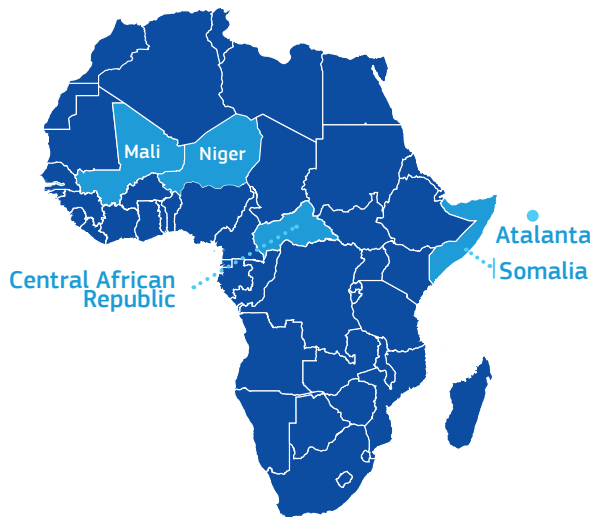 Mali
Niger
Atalanta
Somalia
Central African
Republic